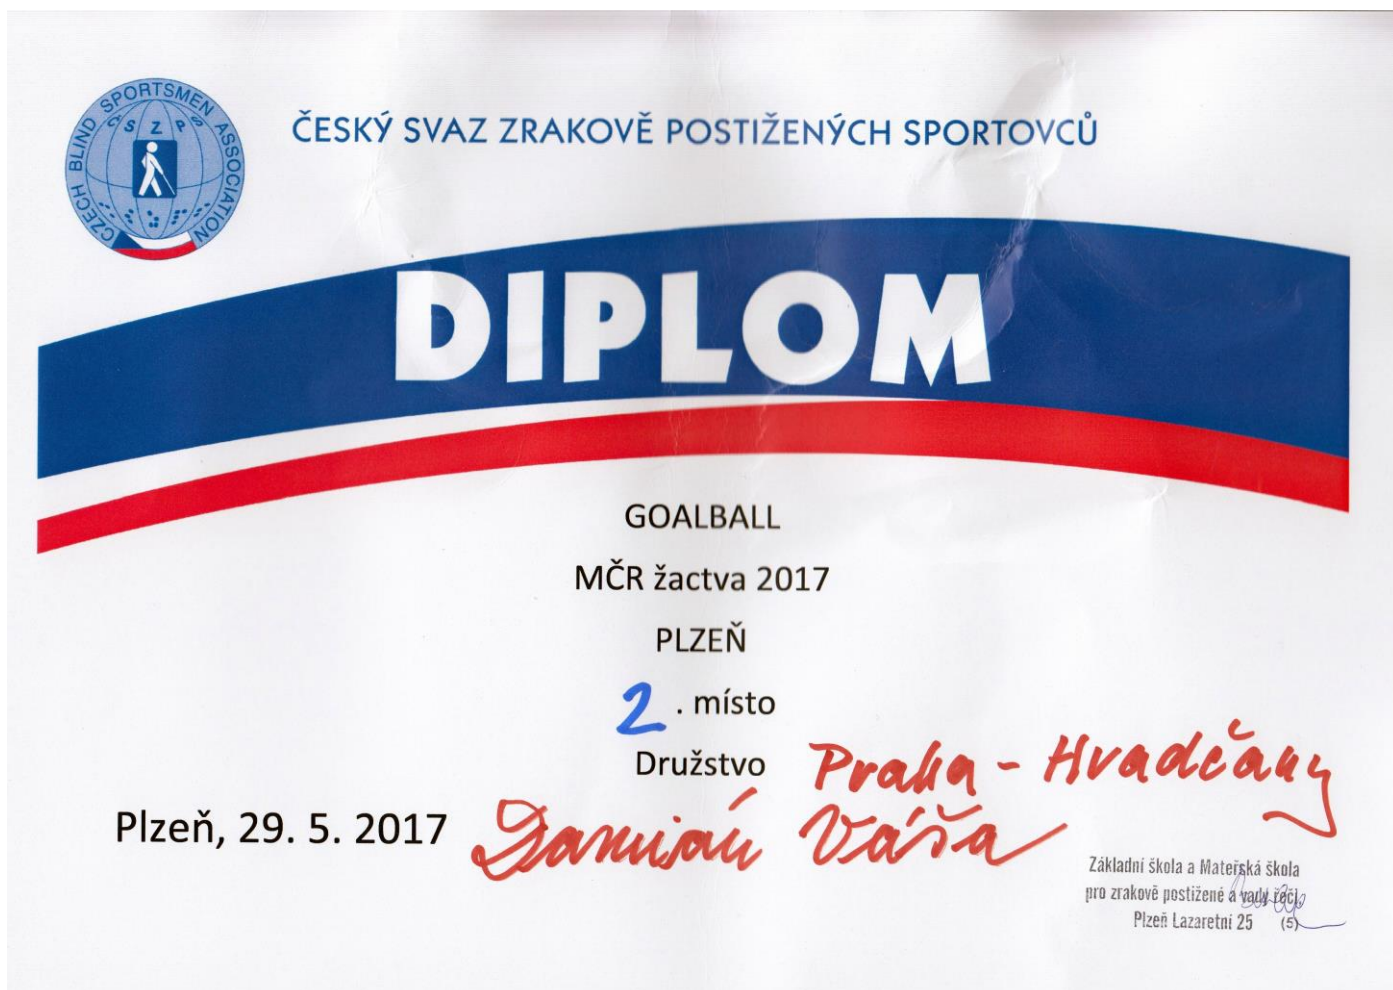 CZECH BLIND SPORTSMEN ASSOCIATION
ČSZPS
ČESKÝ SVAZ ZRAKOVĚ POSTIŽENÝCH SPORTOVCŮ
DIPLOM
GOALBALL
MČR žactva 2017
PLZEŇ
2. místo
Družstvo Praha - Hradčany
Plzeň, 29. 5. 2017 Damián Váša
Základní škola a Mateřská škola
pro zrakově postižené a vady řeči,
Plzeň Lazaretní 25 (5)